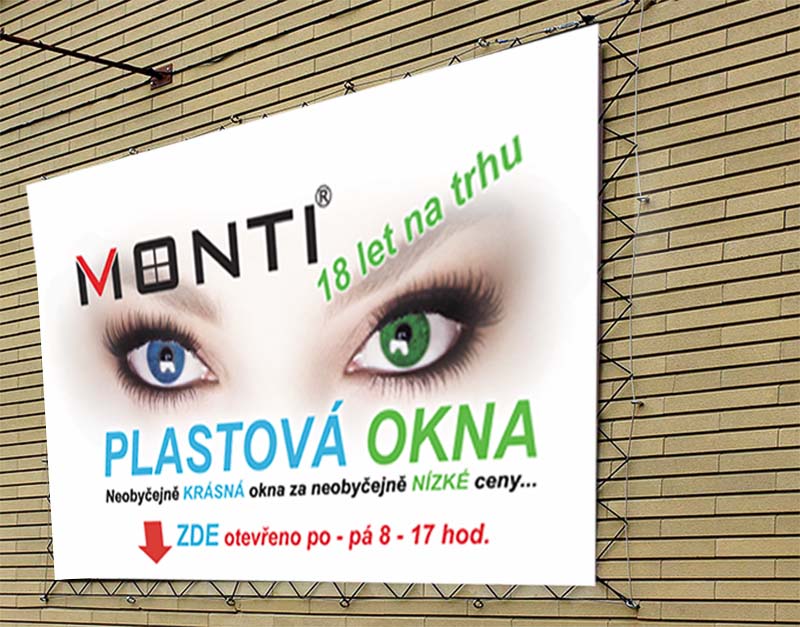 MONTI®
18 let na trhu
PLASTOVÁ OKNA
Neobyčejně KRÁSNÁ okna za neobyčejně NÍZKÉ ceny...
ZDE otevřeno po - pá 8 - 17 hod.